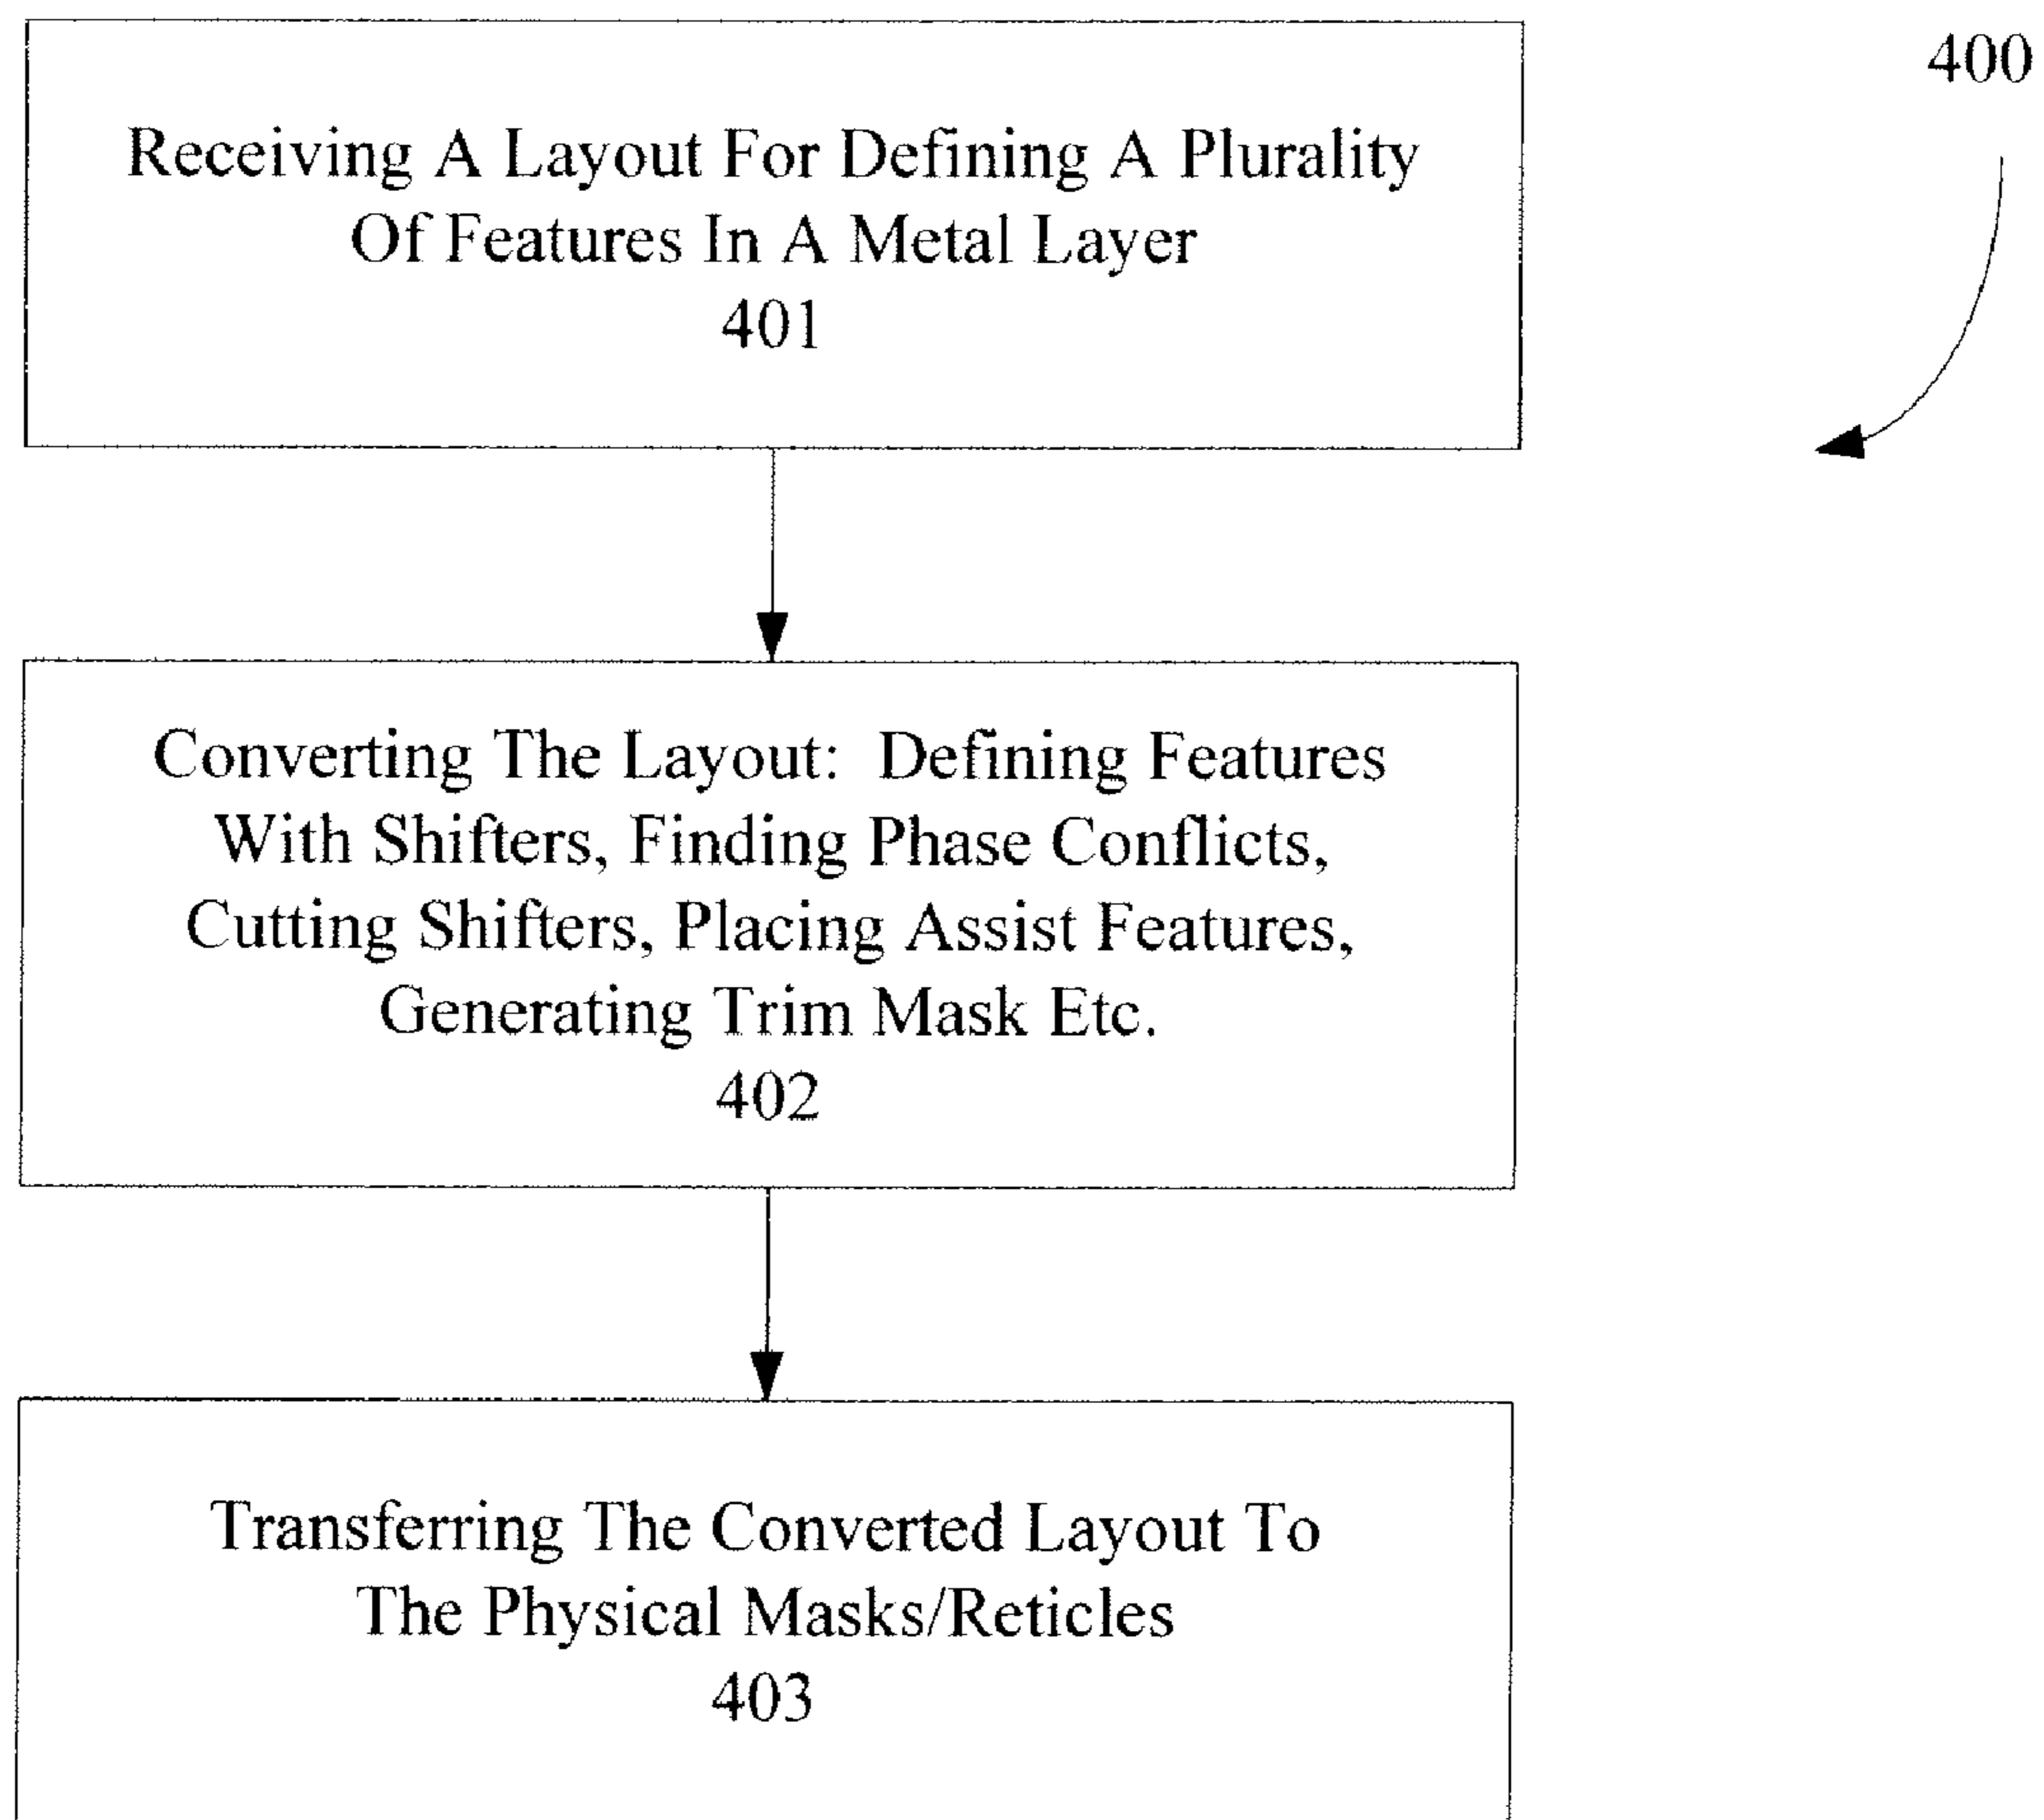 400
Receiving A Layout For Defining A Plurality
Of Features In A Metal Layer
401
Converting The Layout: Defining Features
With Shifters, Finding Phase Conflicts,
Cutting Shifters, Placing Assist Features,
Generating Trim Mask Etc.
402
Transferring The Converted Layout To
The Physical Masks/Reticles
403